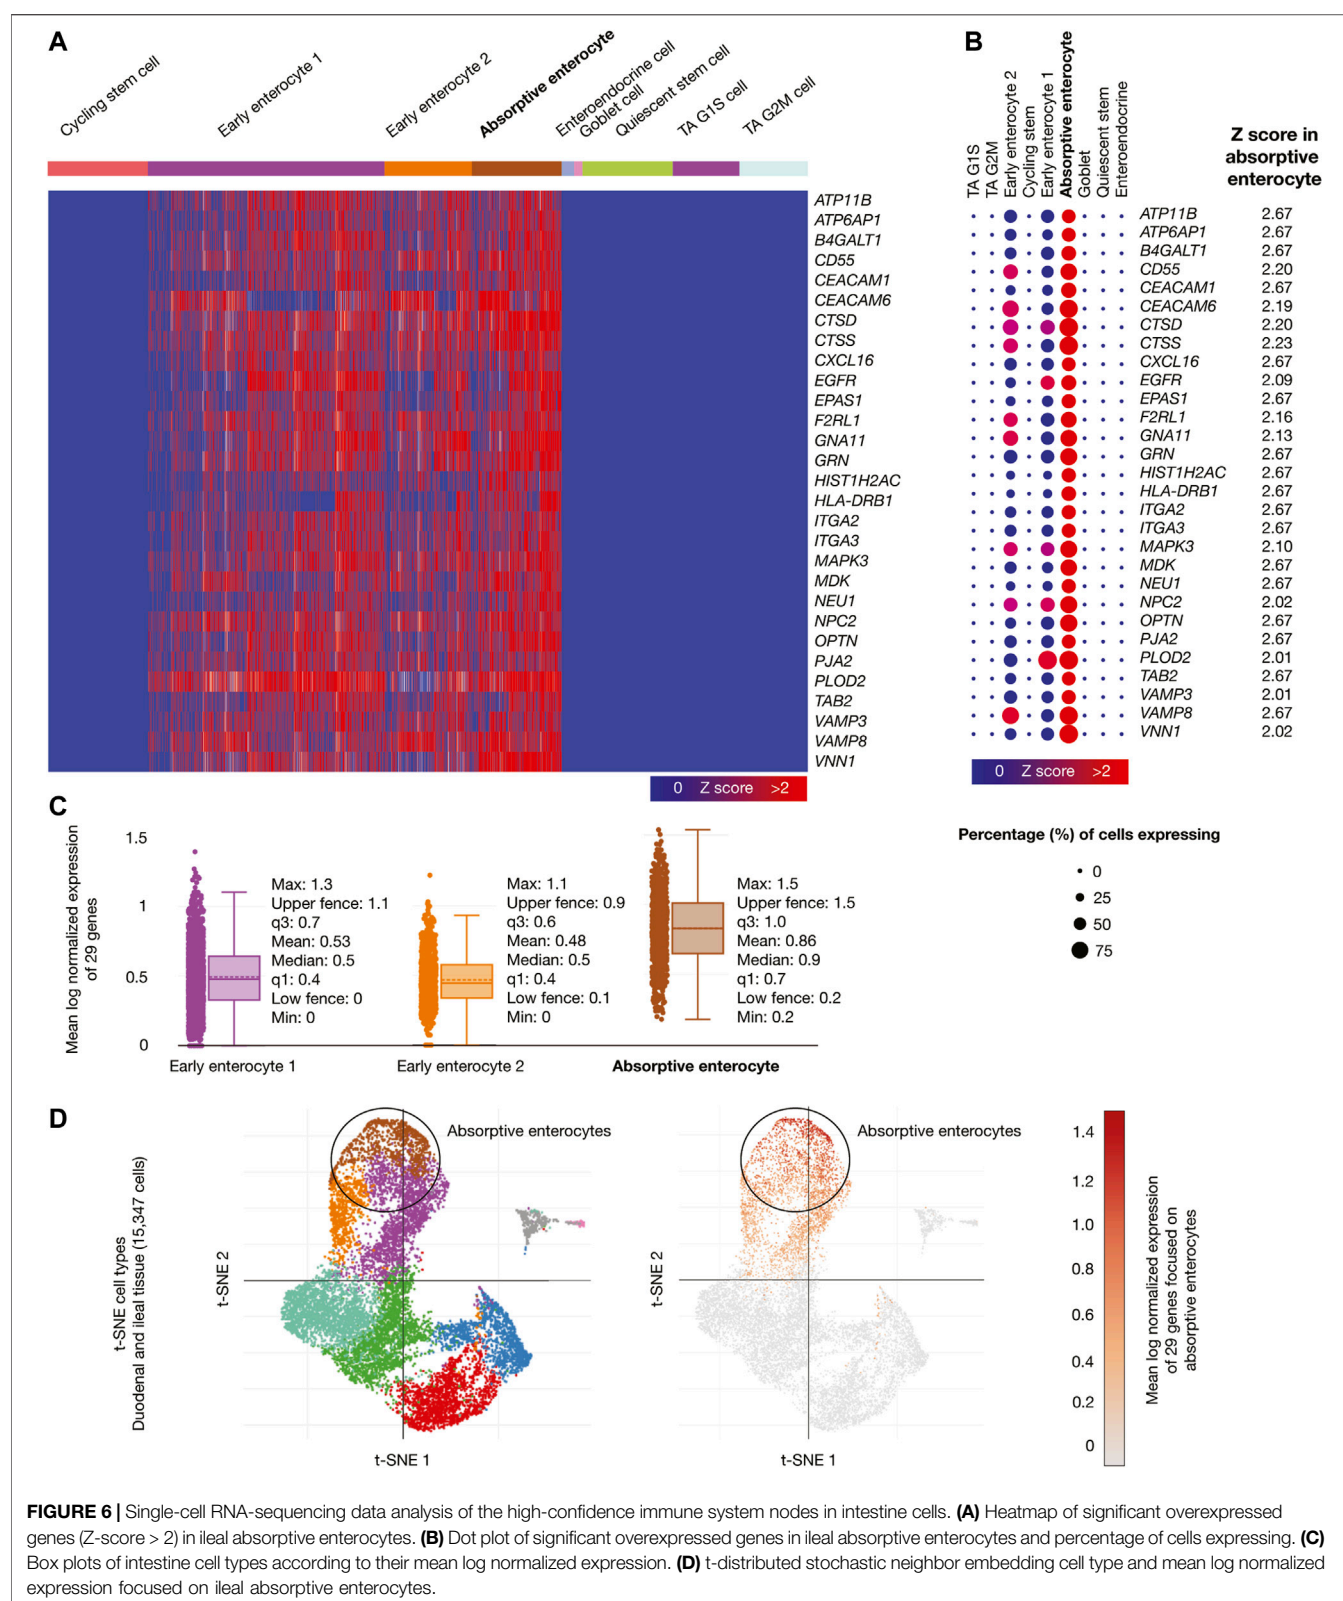 A
Cycling stem cell
Early enterocyte 1
Early enterocyte 2
Absorptive enterocyte
Enteroendocrine cell
Goblet cell
Quiescent stem cell
TA G1S cell
TA G2M cell
ATP11B
ATP6AP1
B4GALT1
CD55
CEACAM1
CEACAM6
CTSD
CTSS
CXCL16
EGFR
EPAS1
F2RL1
GNA11
GRN
HIST1H2AC
HLA-DRB1
ITGA2
ITGA3
MAPK3
MDK
NEU1
NPC2
OPTN
PJA2
PLOD2
TAB2
VAMP3
VAMP8
VNN1
0 Z score >2
B
TA G1S
TA G2M
Early enterocyte 2
Cycling stem
Early enterocyte 1
Absorptive enterocyte
Goblet
Quiescent stem
Enteroendocrine
Z score in
absorptive
enterocyte
ATP11B 2.67
ATP6AP1 2.67
B4GALT1 2.67
CD55 2.20
CEACAM1 2.67
CEACAM6 2.19
CTSD 2.20
CTSS 2.23
CXCL16 2.67
EGFR 2.09
EPAS1 2.67
F2RL1 2.16
GNA11 2.13
GRN 2.67
HIST1H2AC 2.67
HLA-DRB1 2.67
ITGA2 2.67
ITGA3 2.67
MAPK3 2.10
MDK 2.67
NEU1 2.67
NPC2 2.02
OPTN 2.67
PJA2 2.67
PLOD2 2.01
TAB2 2.67
VAMP3 2.01
VAMP8 2.67
VNN1 2.02
0 Z score >2
Percentage (%) of cells expressing
0
25
50
75
C
Mean log normalized expression
of 29 genes
1.5
1
0.5
0
Max: 1.3
Upper fence: 1.1
q3: 0.7
Mean: 0.53
Median: 0.5
q1: 0.4
Low fence: 0
Min: 0
Max: 1.1
Upper fence: 0.9
q3: 0.6
Mean: 0.48
Median: 0.5
q1: 0.4
Low fence: 0.1
Min: 0
Max: 1.5
Upper fence: 1.5
q3: 1.0
Mean: 0.86
Median: 0.9
q1: 0.7
Low fence: 0.2
Min: 0.2
Early enterocyte 1
Early enterocyte 2
Absorptive enterocyte
D
t-SNE cell types
Duodenal and ileal tissue (15,347 cells)
t-SNE 2
Absorptive enterocytes
t-SNE 1
t-SNE 2
Absorptive enterocytes
t-SNE 1
1.4
1.2
1.0
0.8
0.6
0.4
0.2
0
Mean log normalized expression
of 29 genes focused on
absorptive enterocytes
FIGURE 6 | Single-cell RNA-sequencing data analysis of the high-confidence immune system nodes in intestine cells. (A) Heatmap of significant overexpressed
genes (Z-score > 2) in ileal absorptive enterocytes. (B) Dot plot of significant overexpressed genes in ileal absorptive enterocytes and percentage of cells expressing. (C)
Box plots of intestine cell types according to their mean log normalized expression. (D) t-distributed stochastic neighbor embedding cell type and mean log normalized
expression focused on ileal absorptive enterocytes.